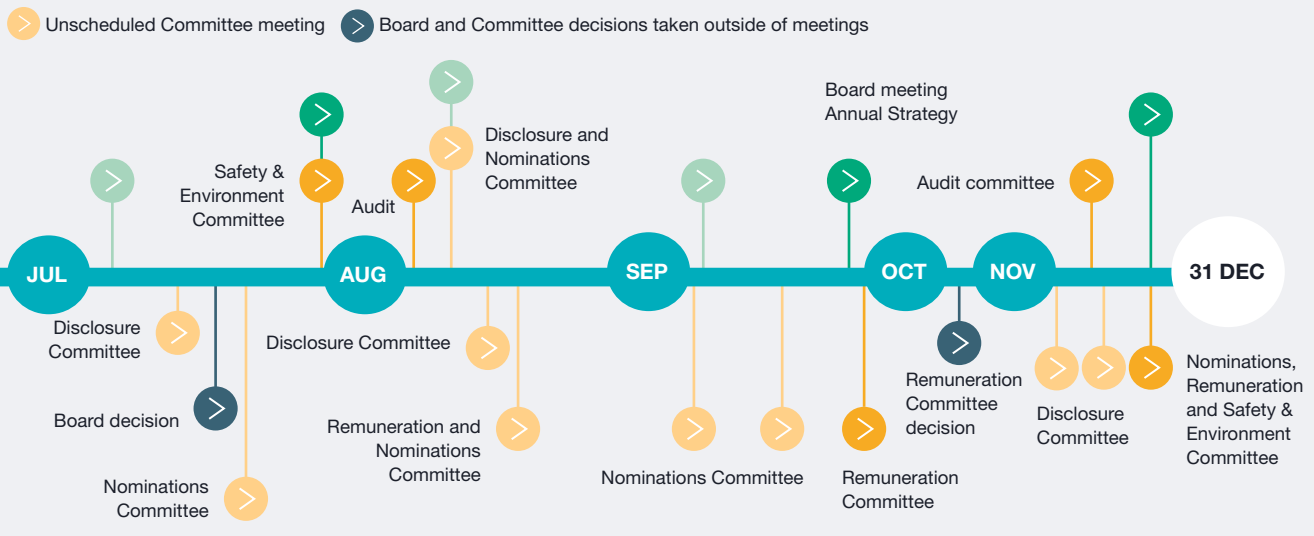 Unscheduled Committee meeting
Board and Committee decisions taken outside of meetings
Safety &
Environment
Committee
Audit
Disclosure and
Nominations
Committee
Board meeting
Annual Strategy
Audit committee
JUL
AUG
SEP
OCT
NOV
31 DEC
Disclosure
Committee
Board decision
Nominations
Committee
Disclosure Committee
Remuneration and
Nominations
Committee
Nominations Committee
Remuneration
Committee
Remuneration
Committee
decision
Disclosure
Committee
Nominations,
Remuneration
and Safety &
Environment
Committee